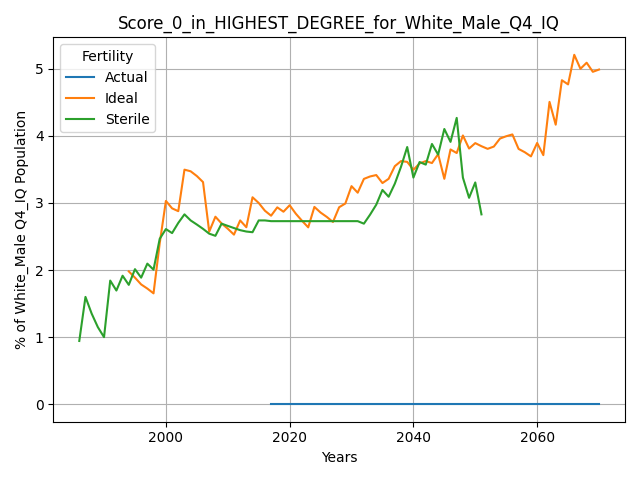 Score_0_in_HIGHEST_DEGREE_for_White_Male_Q4_IQ
Fertility
Actual
Ideal
Sterile
% of White_Male Q4_IQ Population
5
4
3
2
1
0
2000
2020
2040
2060
Years